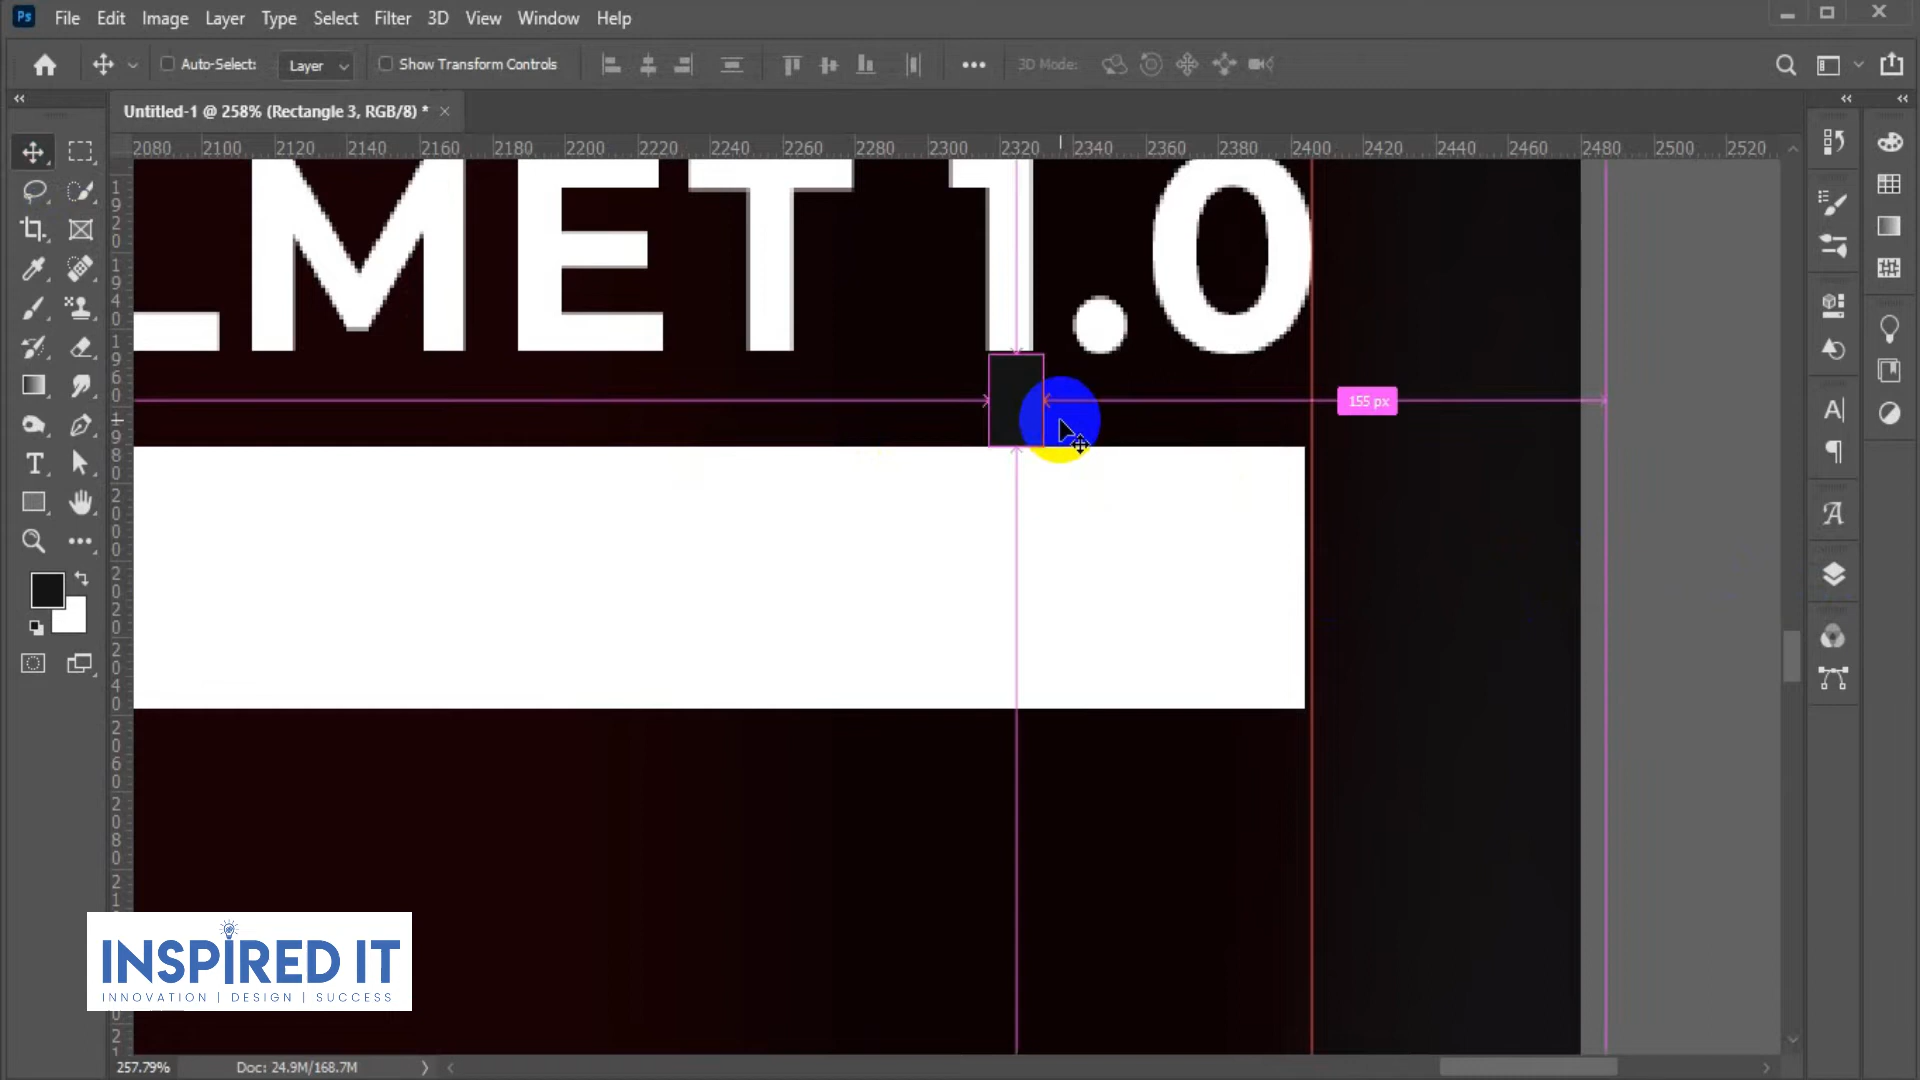 Ps File Edit Image Layer Type Select Filter 3D View Window Help
Auto-Select: Layer Show Transform Controls 3D Mode:
Untitled-1 @ 258% (Rectangle 3, RGB/8) *
2080 2100 2120 2140 2160 2180 2200 2220 2240 2260 2280 2300 2320 2340 2360 2380 2400 2420 2440 2460 2480 2500 2520
LMET 1.0
155 px
INSPIRED IT
INNOVATION | DESIGN | SUCCESS
257.79% Doc: 24.9M/168.7M